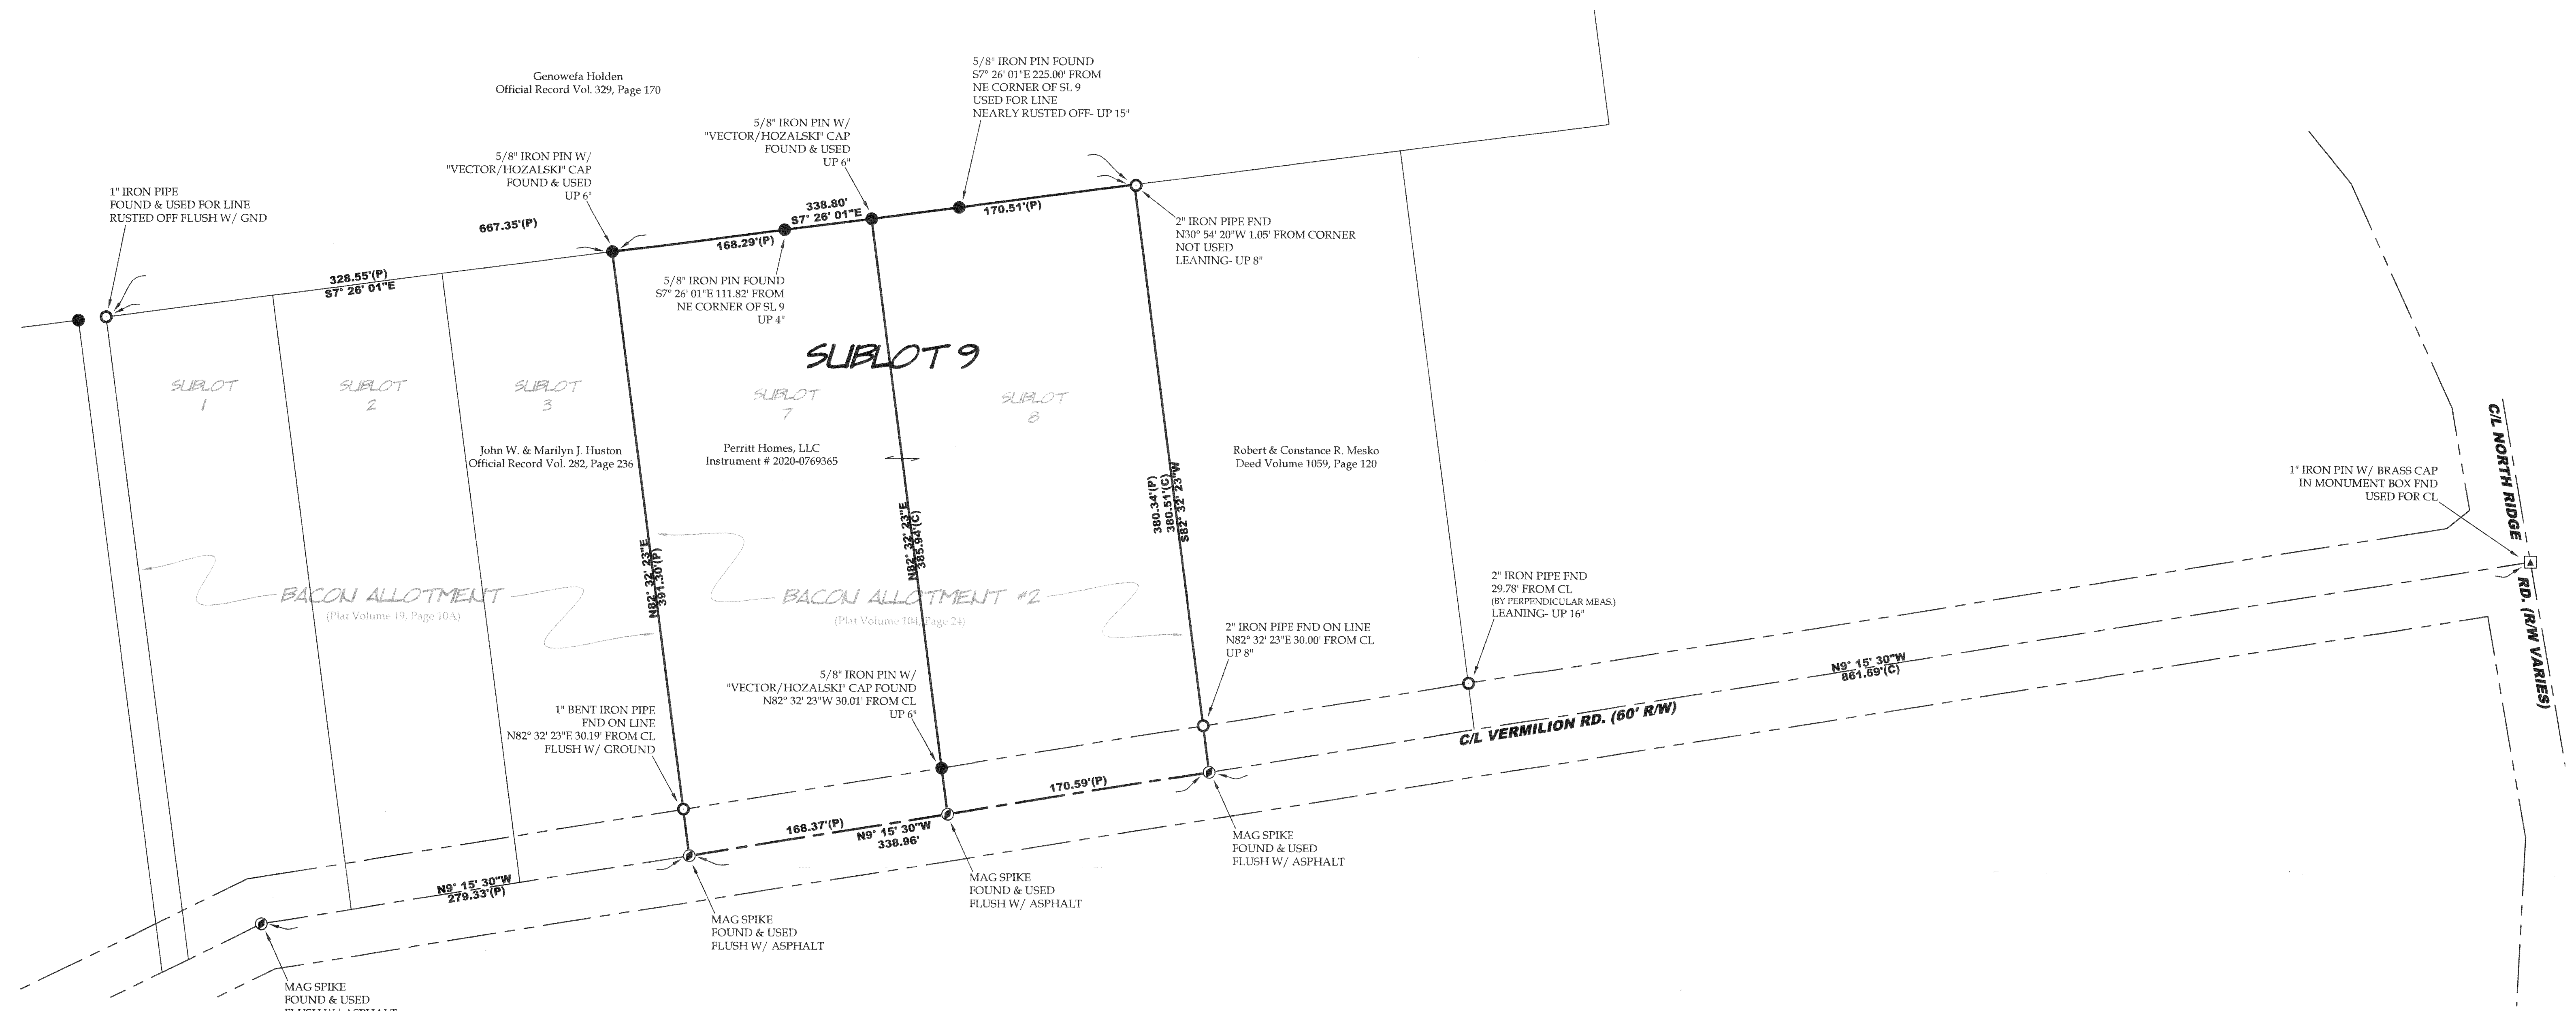 Genowefa Holden
Official Record Vol. 329, Page 170
5/8" IRON PIN FOUND
S7° 26' 01"E 225.00' FROM
NE CORNER OF SL 9
USED FOR LINE
NEARLY RUSTED OFF- UP 15"
5/8" IRON PIN W/
"VECTOR/HOZALSKI" CAP
FOUND & USED
UP 6"
5/8" IRON PIN W/
"VECTOR/HOZALSKI" CAP
FOUND & USED
UP 6"
1" IRON PIPE
FOUND & USED FOR LINE
RUSTED OFF FLUSH W/ GND
667.35'(P)
338.80'
S7° 26' 01"E
170.51'(P)
168.29'(P)
2" IRON PIPE FND
N30° 54' 20"W 1.05' FROM CORNER
NOT USED
LEANING- UP 8"
328.55'(P)
S7° 26' 01"E
5/8" IRON PIN FOUND
S7° 26' 01"E 111.82' FROM
NE CORNER OF SL 9
UP 4"
SUBLOT 9
SUBLOT
1
SUBLOT
2
SUBLOT
3
SUBLOT
7
SUBLOT
8
John W. & Marilyn J. Huston
Official Record Vol. 282, Page 236
Perritt Homes, LLC
Instrument # 2020-0769365
Robert & Constance R. Mesko
Deed Volume 1059, Page 120
N82° 32' 23"E
391.30'(P)
N82° 32' 23"E
385.94'(C)
380.34'(P)
380.51'(C)
S82° 32' 23"W
C/L NORTH RIDGE RD. (R/W VARIES)
1" IRON PIN W/ BRASS CAP
IN MONUMENT BOX FND
USED FOR CL
BACON ALLOTMENT
(Plat Volume 19, Page 10A)
BACON ALLOTMENT #2
(Plat Volume 104, Page 24)
2" IRON PIPE FND
29.78' FROM CL
(BY PERPENDICULAR MEAS.)
LEANING- UP 16"
2" IRON PIPE FND ON LINE
N82° 32' 23"E 30.00' FROM CL
UP 8"
5/8" IRON PIN W/
"VECTOR/HOZALSKI" CAP FOUND
N82° 32' 23"W 30.01' FROM CL
UP 6"
1" BENT IRON PIPE
FND ON LINE
N82° 32' 23"E 30.19' FROM CL
FLUSH W/ GROUND
N9° 15' 30"W
861.69'(C)
C/L VERMILION RD. (60' R/W)
170.59'(P)
168.37'(P)
N9° 15' 30"W
338.96'
N9° 15' 30"W
279.33'(P)
MAG SPIKE
FOUND & USED
FLUSH W/ ASPHALT
MAG SPIKE
FOUND & USED
FLUSH W/ ASPHALT
MAG SPIKE
FOUND & USED
FLUSH W/ ASPHALT
MAG SPIKE
FOUND & USED
FLUSH W/ ASPHALT